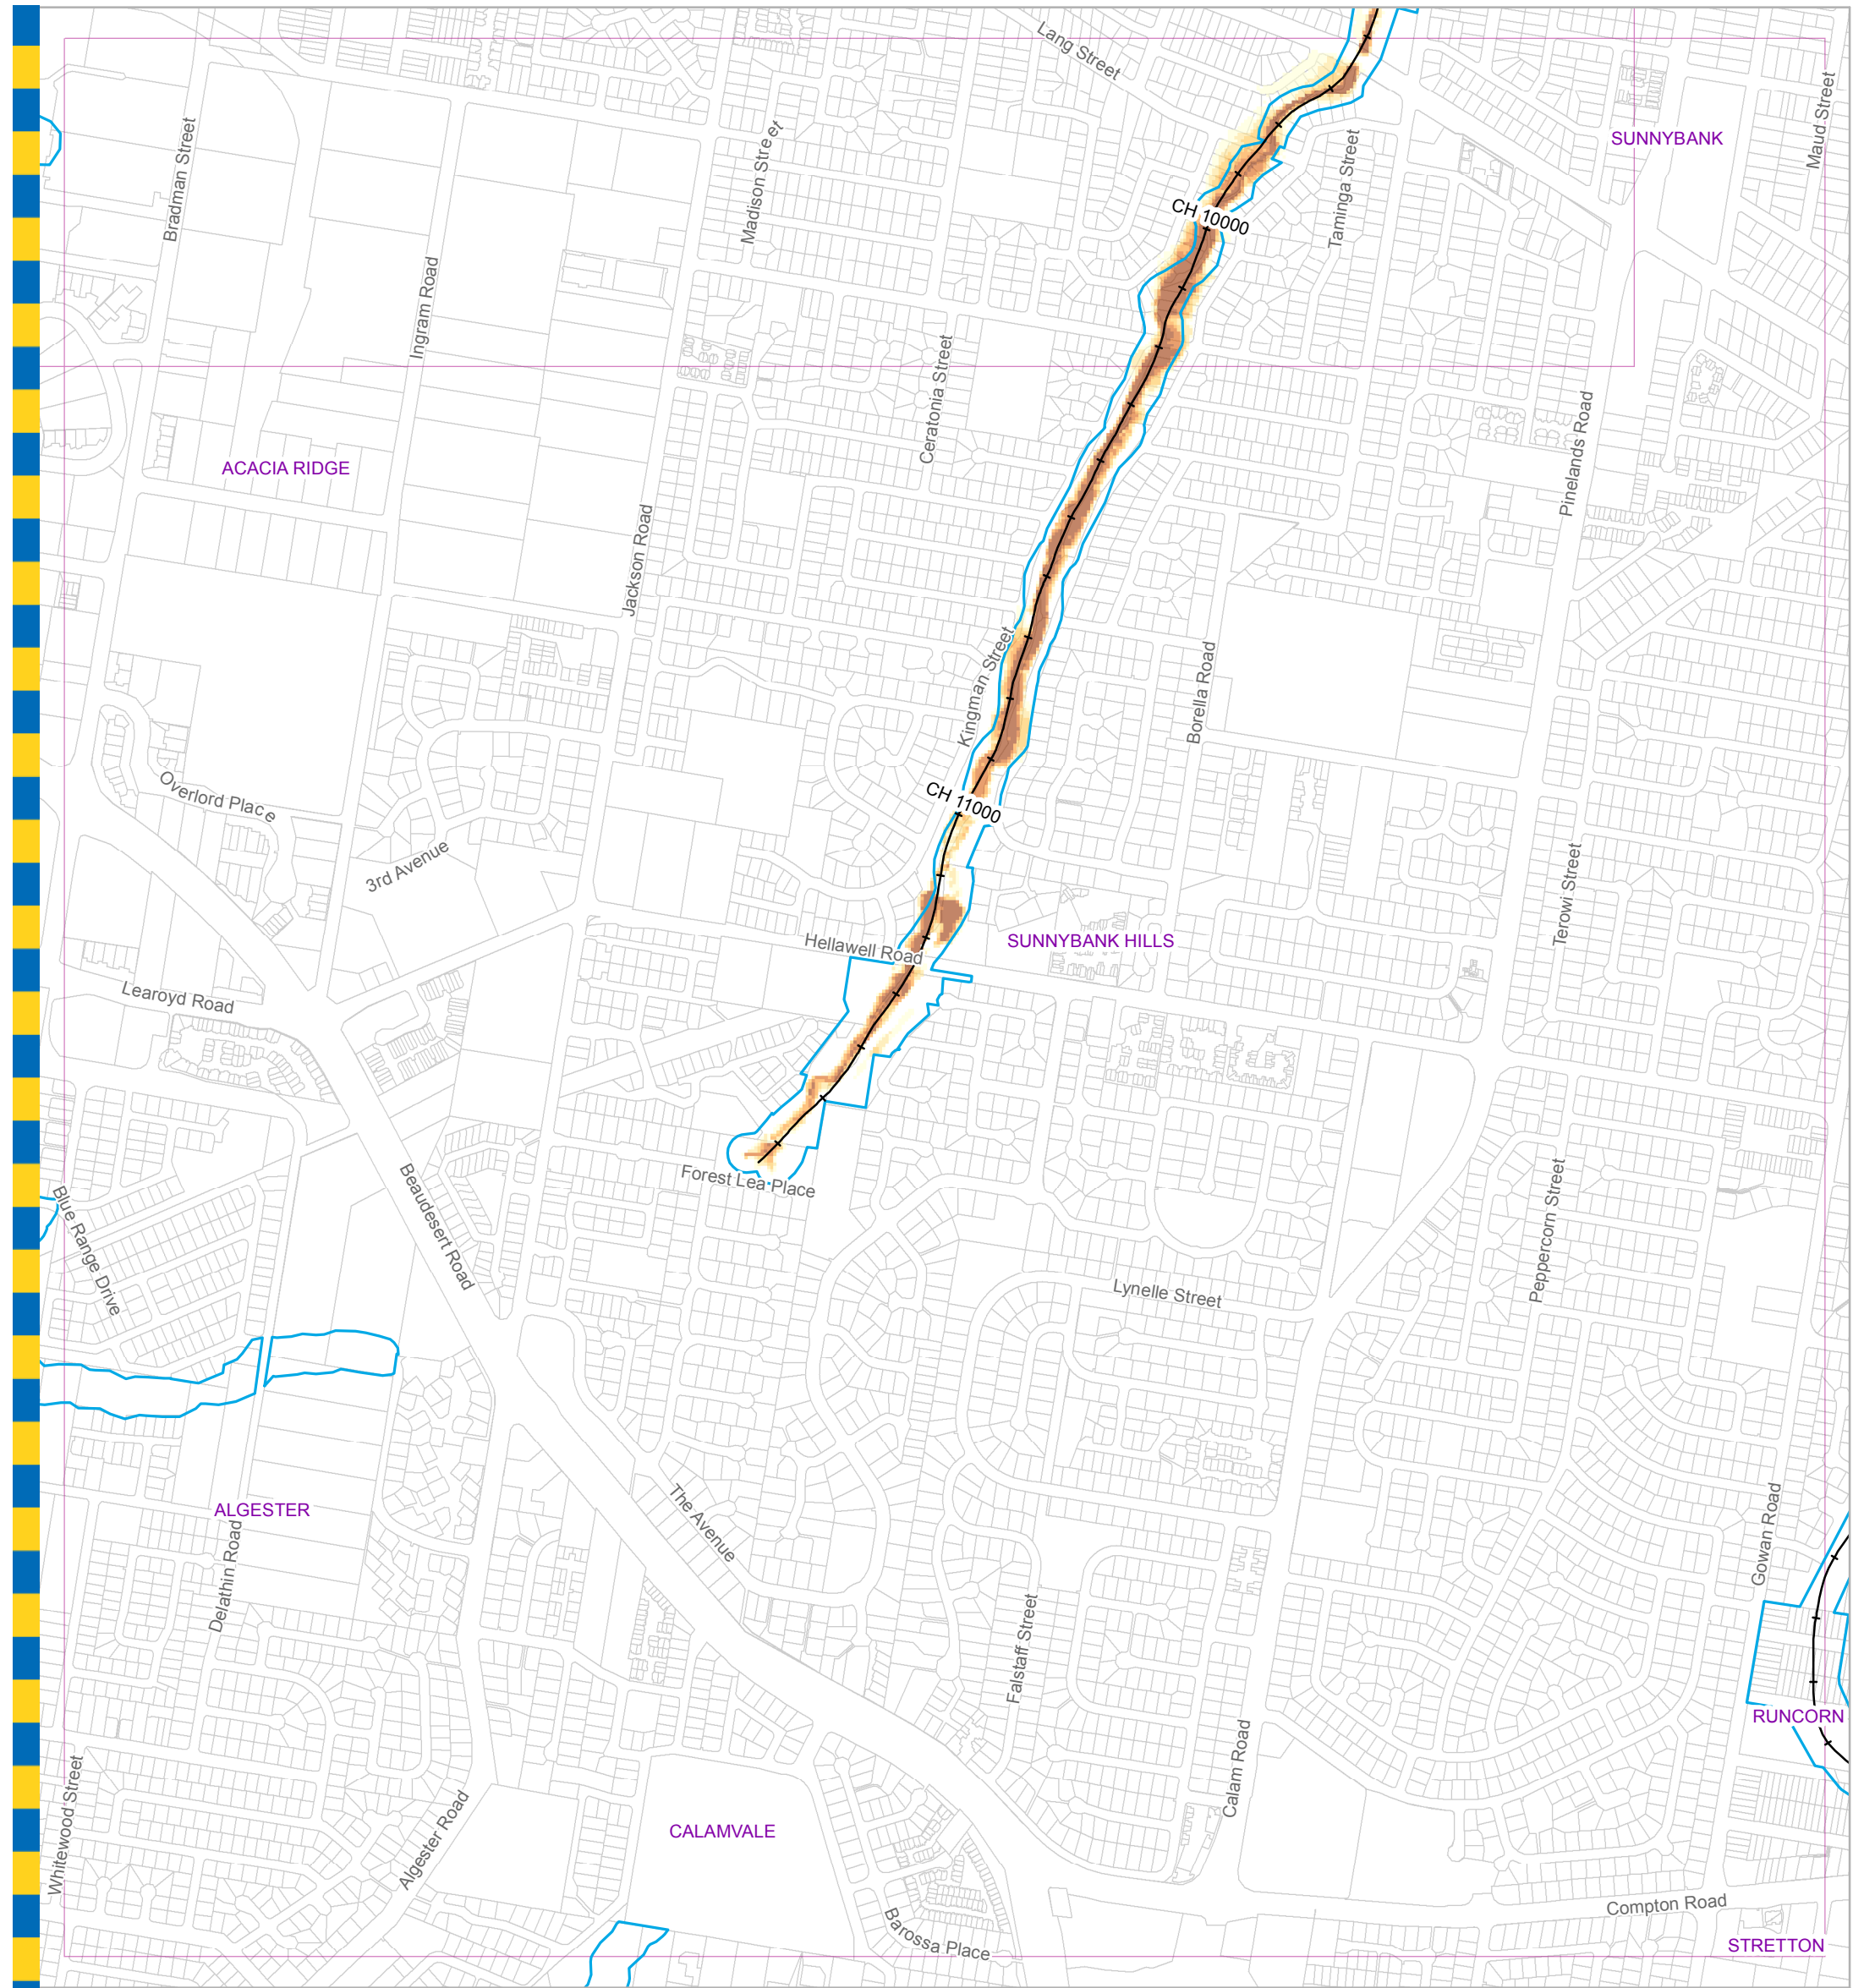 Lang Street
SUNNYBANK
Maud Street
Bradman Street
Madison Street
Taminga Street
CH 10000
Ingram Road
Ceratonia Street
Pinelands Road
ACACIA RIDGE
Jackson Road
Kingman Street
Borella Road
Overlord Place
CH 11000
3rd Avenue
Terowi Street
Hellawell Road
SUNNYBANK HILLS
Learoyd Road
Forest Lea Place
Blue Range Drive
Beaudesert Road
Peppercorn Street
Lynelle Street
ALGESTER
The Avenue
Gowan Road
Delathin Road
Falstaff Street
RUNCORN
Calam Road
Whitewood Street
Algester Road
CALAMVALE
Compton Road
Barossa Place
STRETTON